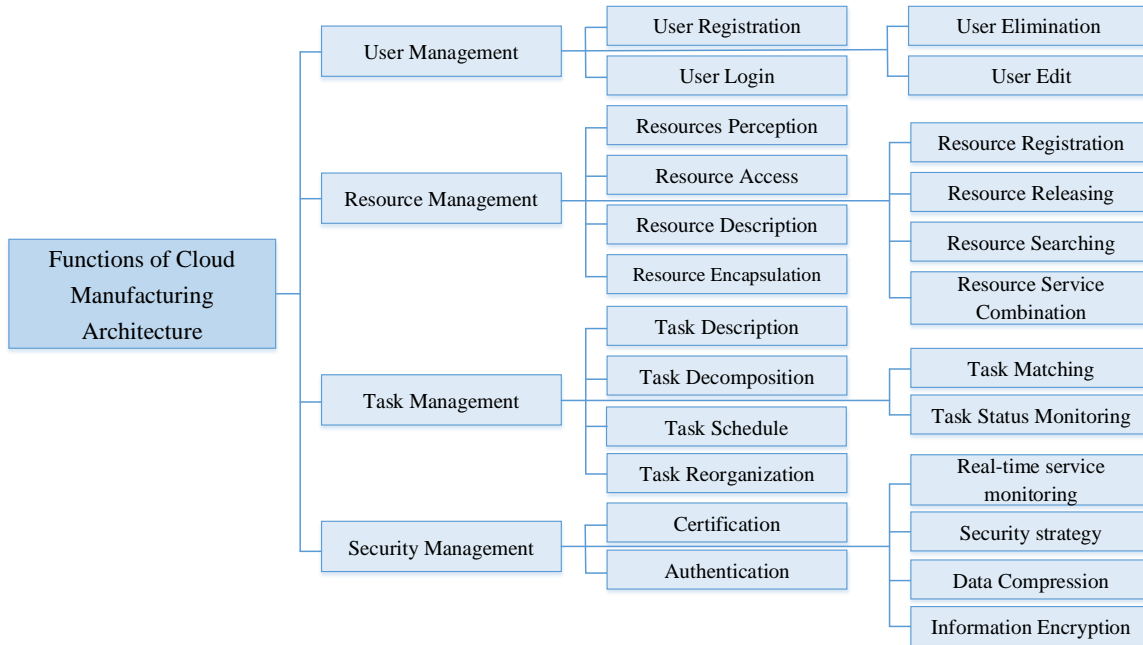 Functions of Cloud
Manufacturing
Architecture
User Management
User Registration
User Login
User Elimination
User Edit
Resource Management
Resources Perception
Resource Access
Resource Description
Resource Encapsulation
Resource Registration
Resource Releasing
Resource Searching
Resource Service
Combination
Task Management
Task Description
Task Decomposition
Task Schedule
Task Reorganization
Task Matching
Task Status Monitoring
Security Management
Certification
Authentication
Real-time service
monitoring
Security strategy
Data Compression
Information Encryption